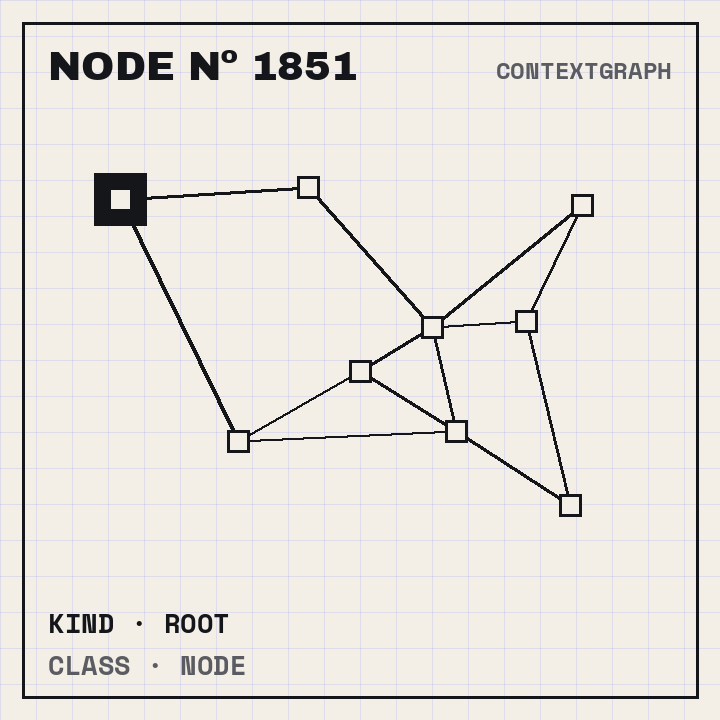 NODE Nº 1851
CONTEXTGRAPH
KIND · ROOT
CLASS · NODE